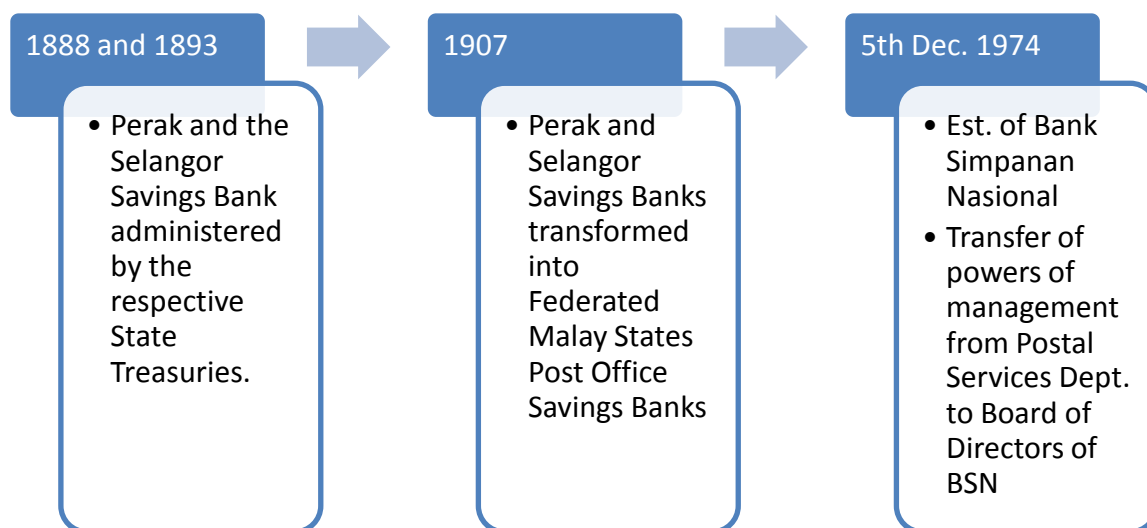 1888 and 1893
• Perak and the
Selangor
Savings Bank
administered
by the
respective
State
Treasuries.
1907
• Perak and
Selangor
Savings Banks
transformed
into
Federated
Malay States
Post Office
Savings Banks
5th Dec. 1974
• Est. of Bank
Simpanan
Nasional
• Transfer of
powers of
management
from Postal
Services Dept.
to Board of
Directors of
BSN